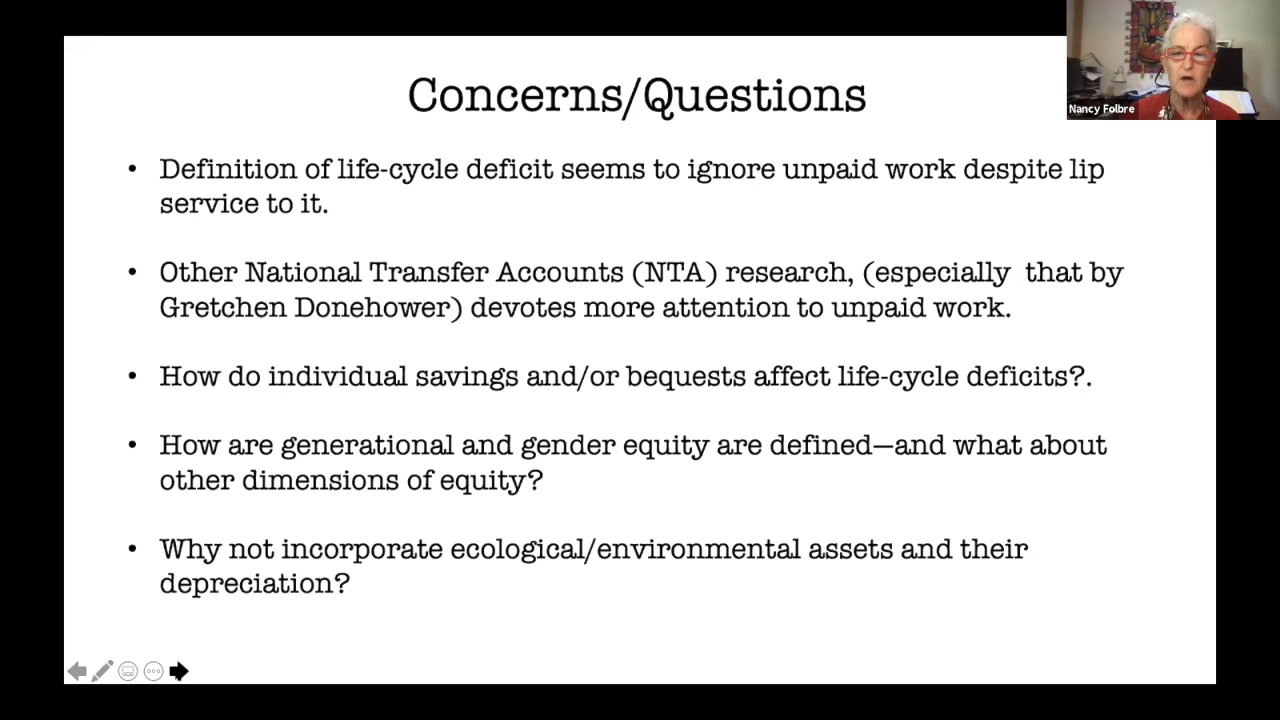 Concerns/Questions
Nancy Folbre
• Definition of life-cycle deficit seems to ignore unpaid work despite lip
service to it.
• Other National Transfer Accounts (NTA) research, (especially  that by
Gretchen Donehower) devotes more attention to unpaid work.
• How do individual savings and/or bequests affect life-cycle deficits?.
• How are generational and gender equity are defined—and what about
other dimensions of equity?
• Why not incorporate ecological/environmental assets and their
depreciation?